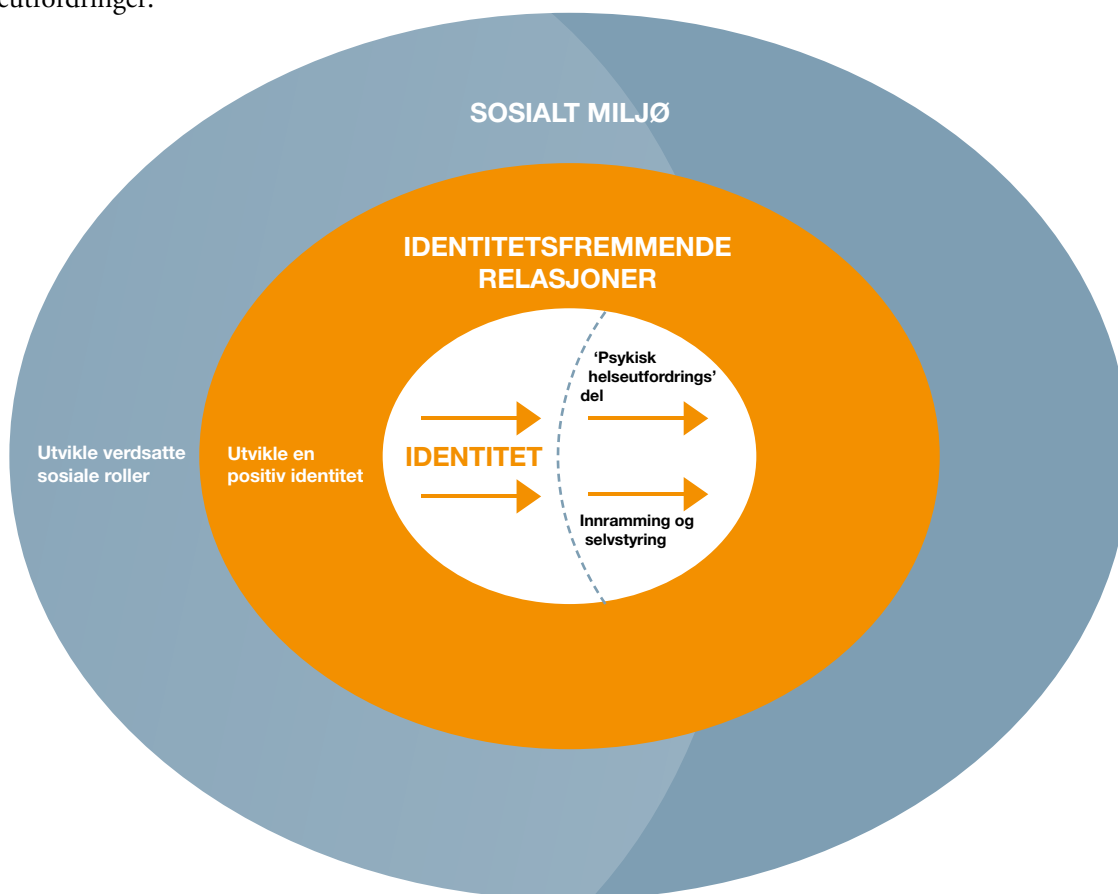 SOSIALT MILJØ
IDENTITETSFREMMENDE
RELASJONER
'Psykisk
helseutfordrings'
del
Utvikle verdsatte
sosiale roller
Utvikle en
positiv identitet
IDENTITET
Innramming og
selvstyring